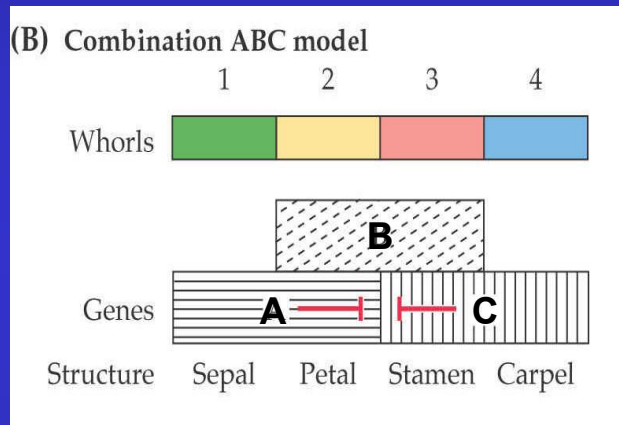 (B) Combination ABC model
1 2 3 4
Whorls
B
Genes A C
Structure Sepal Petal Stamen Carpel